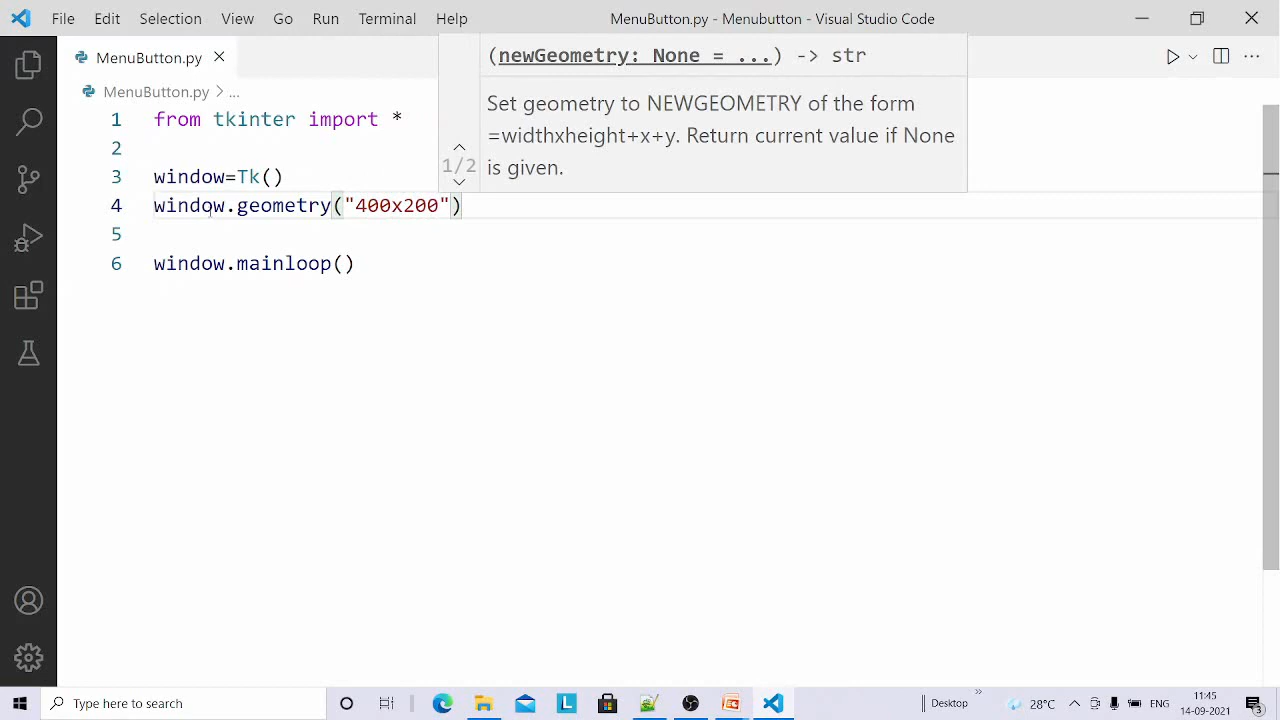 File Edit Selection View Go Run Terminal Help MenuButton.py - Menubutton - Visual Studio Code
MenuButton.py
(newGeometry: None = ...) -> str
Set geometry to NEWGEOMETRY of the form
=widthxheight+x+y. Return current value if None
is given.
1/2
MenuButton.py > ...
1 from tkinter import *
2
3 window=Tk()
4 window.geometry("400x200")
5
6 window.mainloop()
Type here to search
L
Desktop
28°C
ENG
11:45
14-09-2021
3